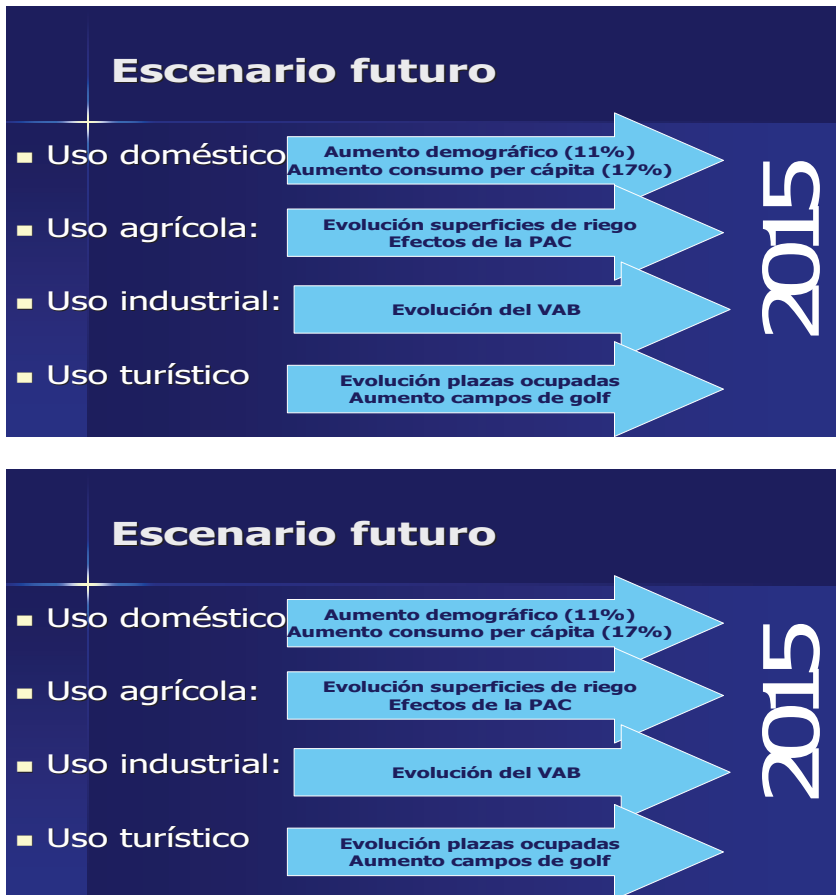 Escenario futuro
Uso doméstico
Aumento demográfico (11%)
Aumento consumo per cápita (17%)
Uso agrícola:
Evolución superficies de riego
Efectos de la PAC
Uso industrial:
Evolución del VAB
Uso turístico
Evolución plazas ocupadas
Aumento campos de golf
2015
Escenario futuro
Uso doméstico
Aumento demográfico (11%)
Aumento consumo per cápita (17%)
Uso agrícola:
Evolución superficies de riego
Efectos de la PAC
Uso industrial:
Evolución del VAB
Uso turístico
Evolución plazas ocupadas
Aumento campos de golf
2015